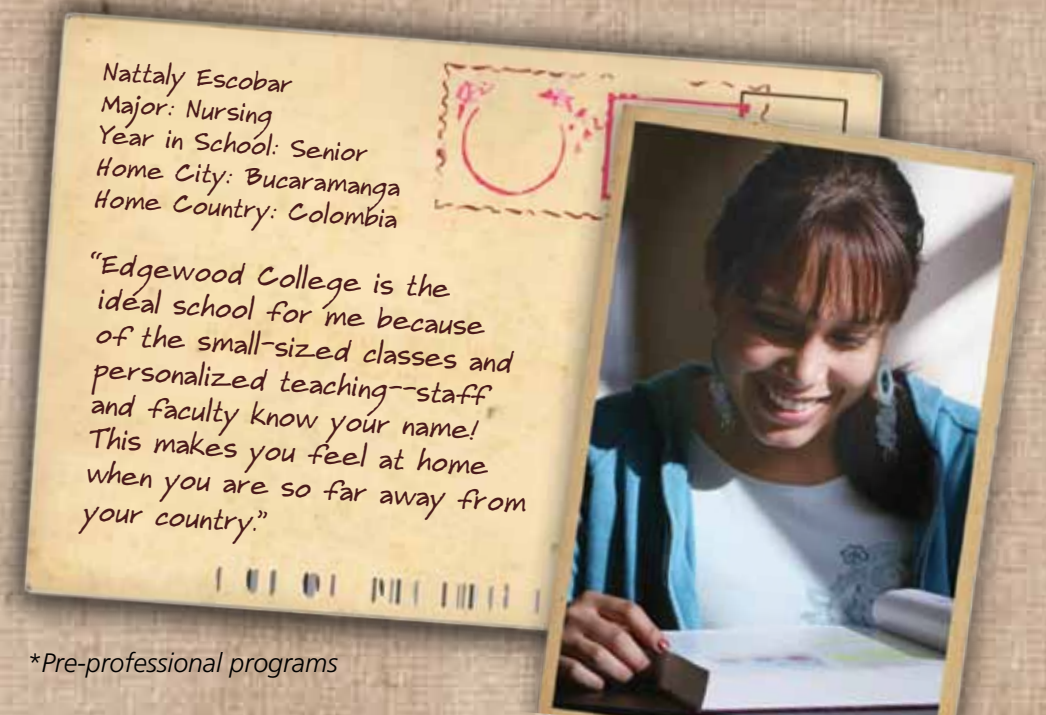 Nattaly Escobar
Major: Nursing
Year in School: Senior
Home City: Bucaramanga
Home Country: Colombia
“Edgewood College is the
ideal school for me because
of the small-sized classes and
personalized teaching--staff
and faculty know your name!
This makes you feel at home
when you are so far away from
your country.”
*Pre-professional programs